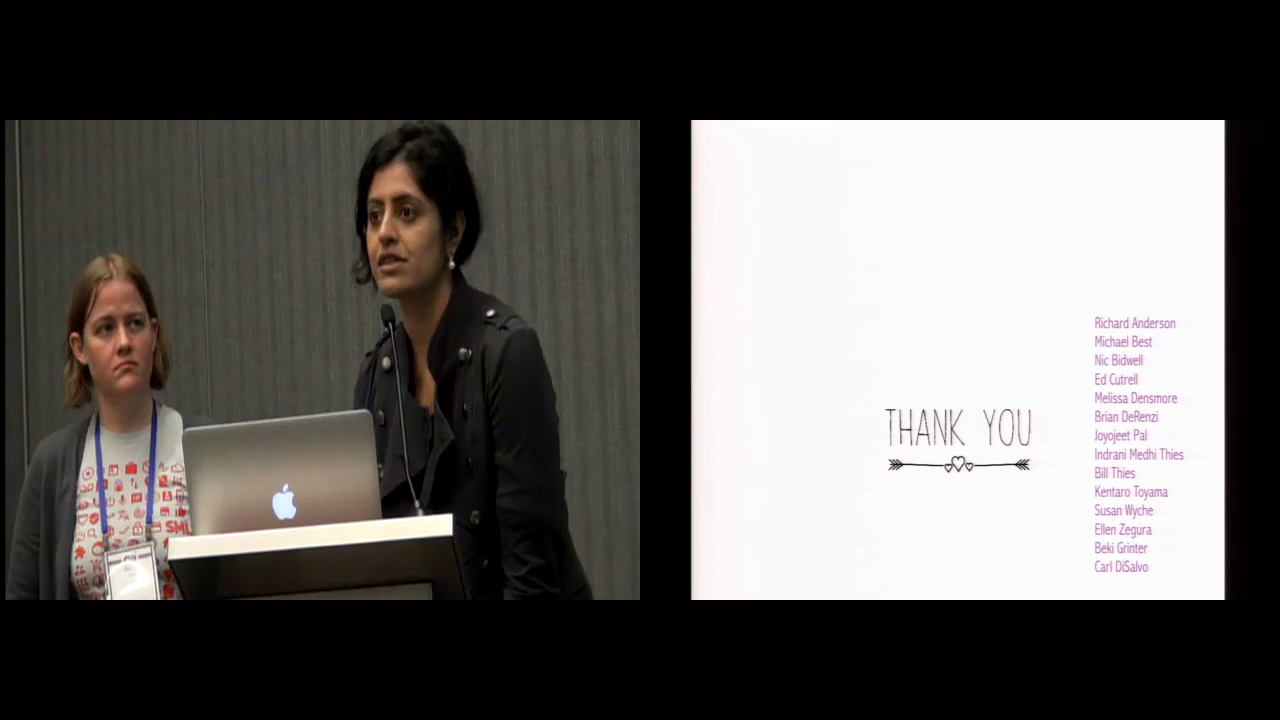 SML
THANK YOU
Richard Anderson
Michael Best
Nic Bidwell
Ed Cutrell
Melissa Densmore
Brian DeRenzi
Joyojeet Pal
Indrani Medhi Thies
Bill Thies
Kentaro Toyama
Susan Wyche
Ellen Zegura
Beki Grinter
Carl DiSalvo